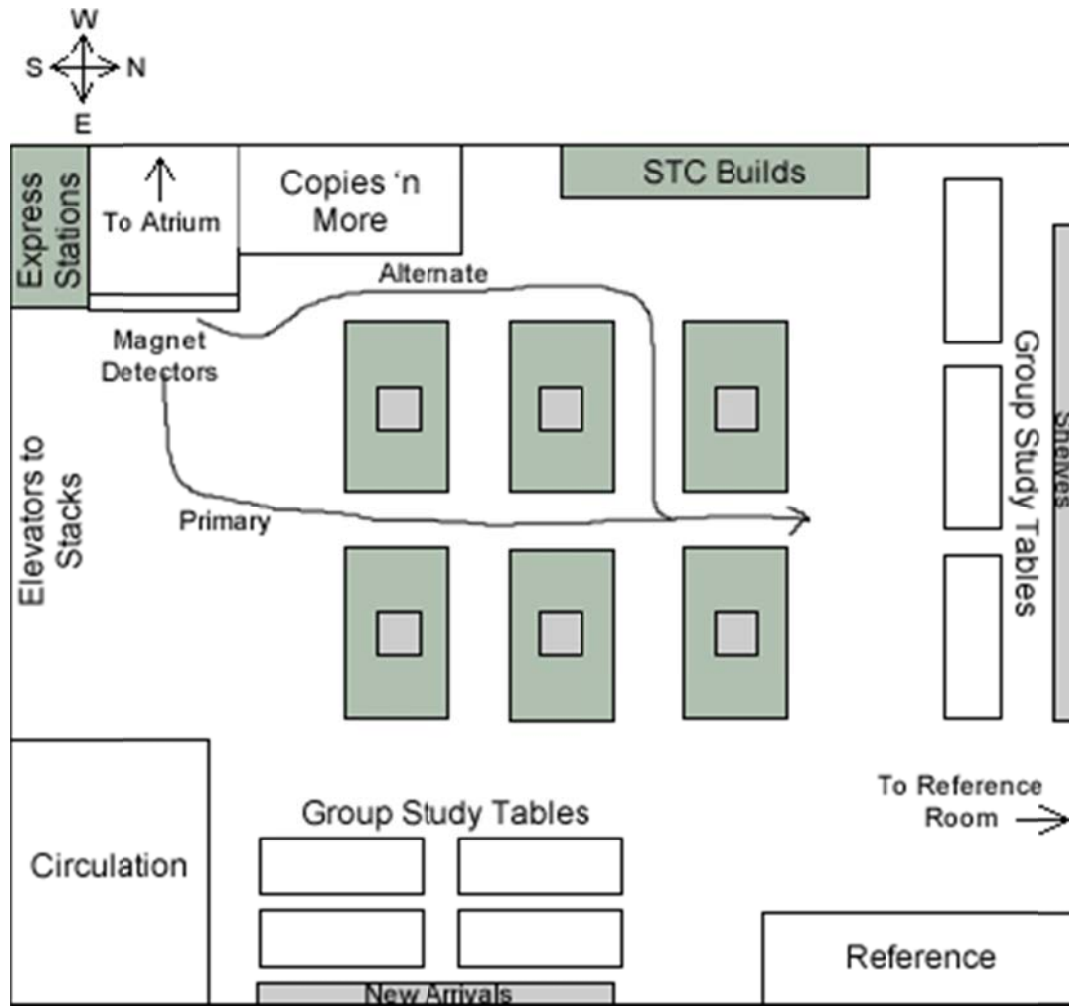 W
S N
E
Express
Stations
To Atrium
Copies ‘n
More
STC Builds
Alternate
Magnet
Detectors
Group Study Tables
Shelves
Elevators to
Stacks
Primary
To Reference
Room
Group Study Tables
Circulation
Reference
New Arrivals